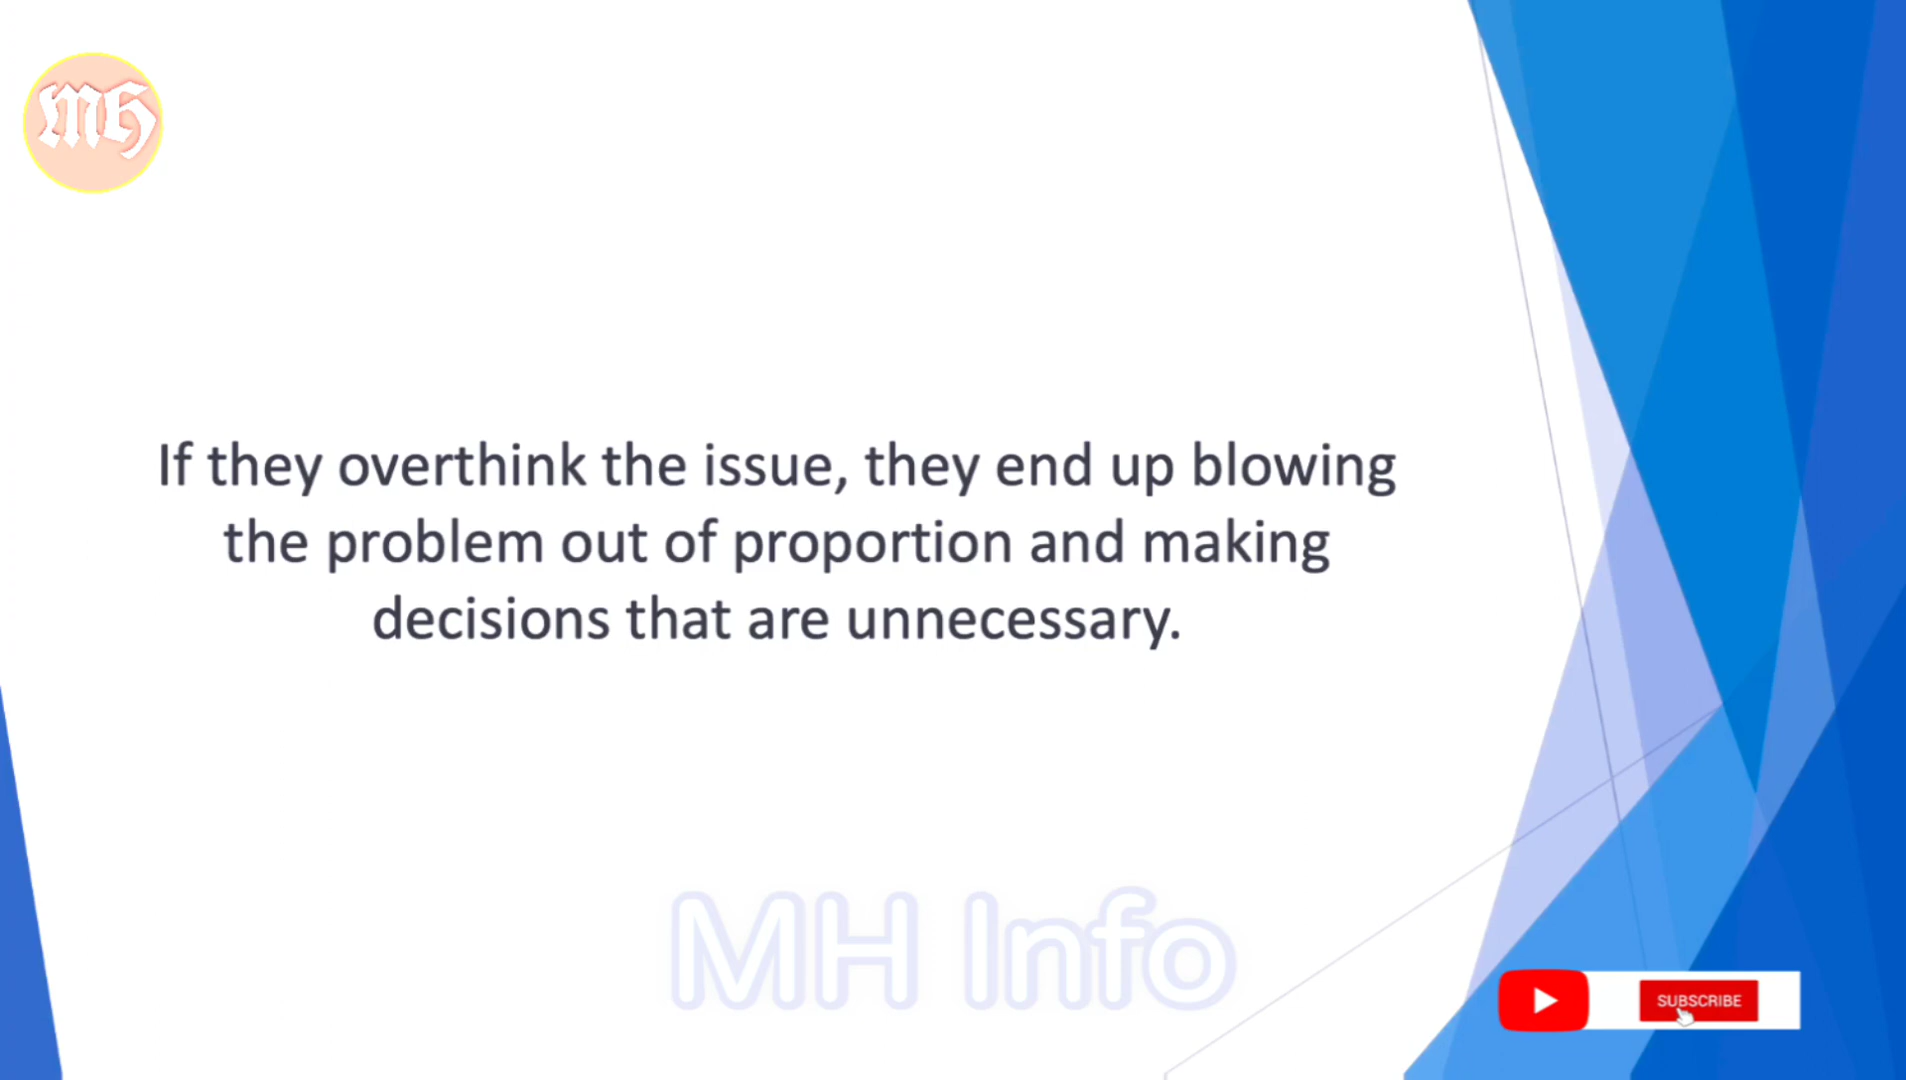 MH
If they overthink the issue, they end up blowing
the problem out of proportion and making
decisions that are unnecessary.
MH Info
SUBSCRIBE